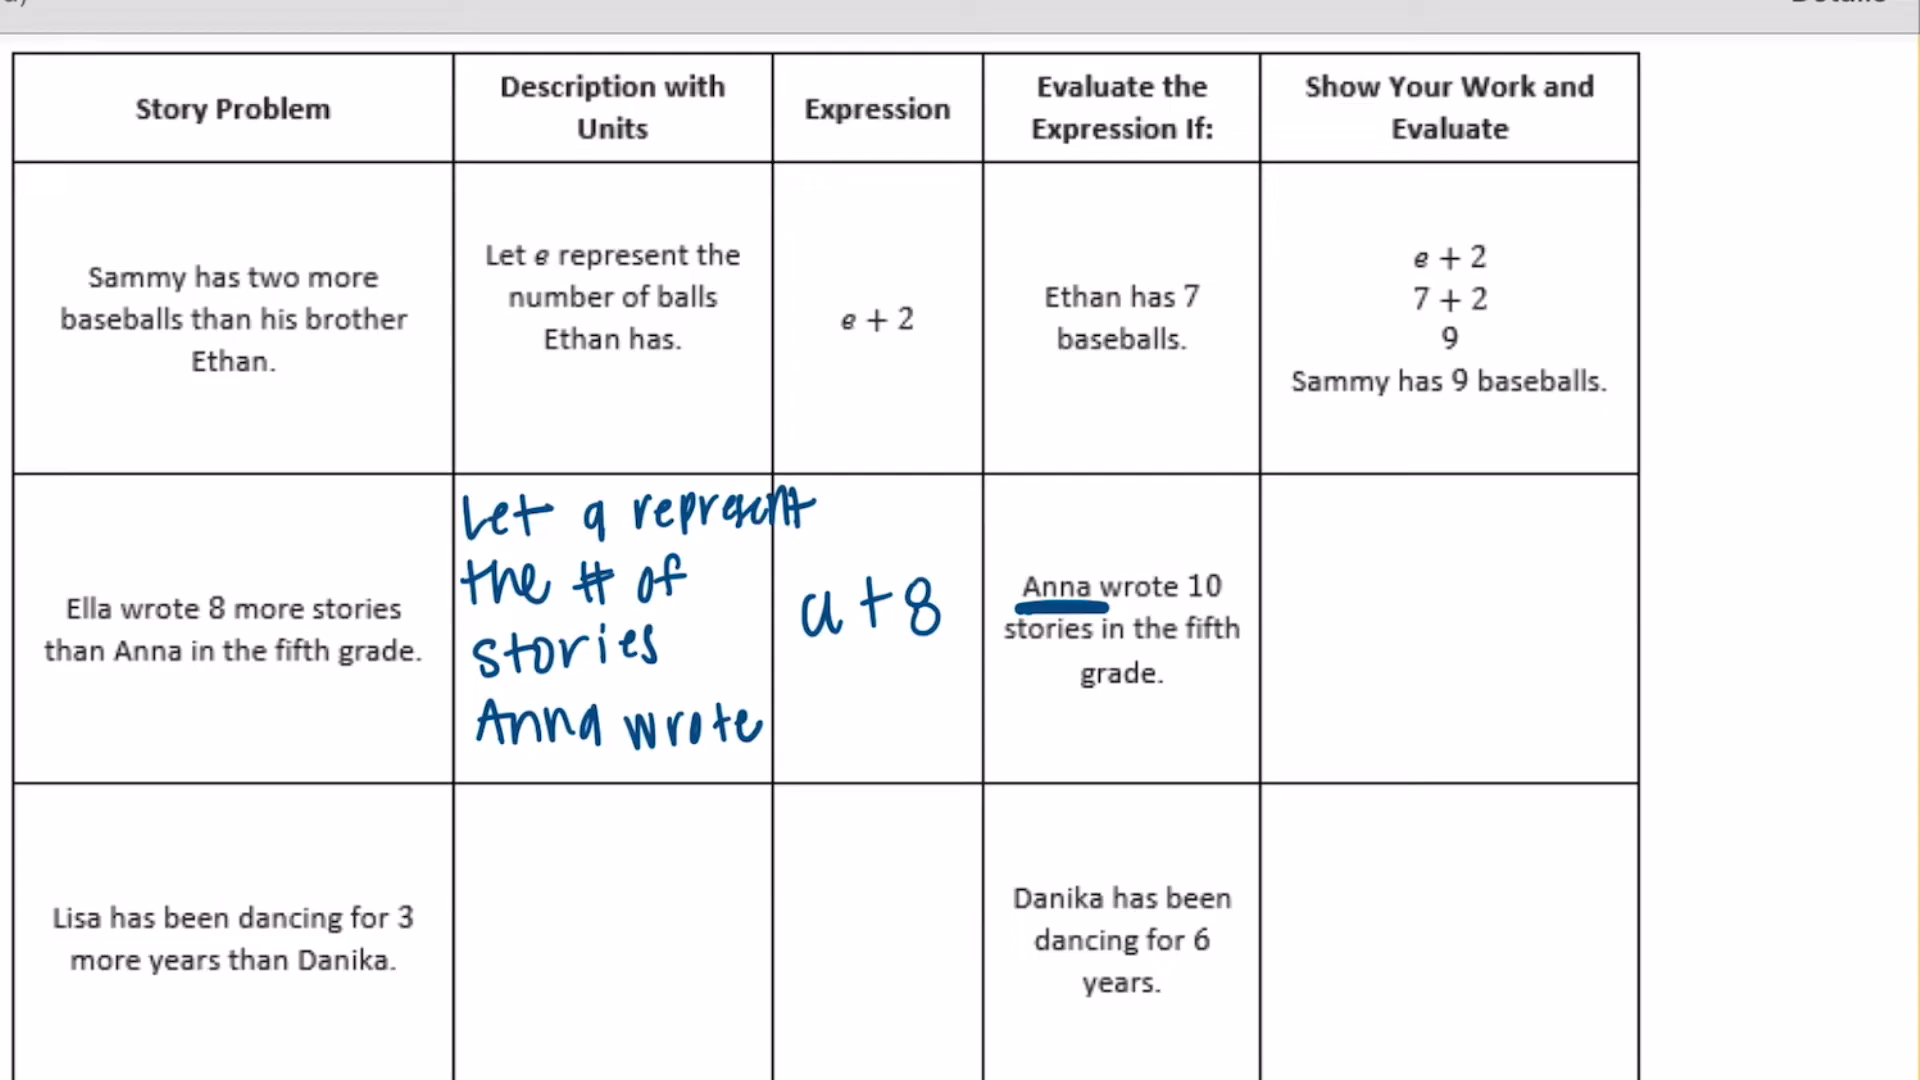 Story Problem
Description with
Units
Expression
Evaluate the
Expression If:
Show Your Work and
Evaluate
Sammy has two more
baseballs than his brother
Ethan.
Let e represent the
number of balls
Ethan has.
e + 2
Ethan has 7
baseballs.
e + 2
7 + 2
9
Sammy has 9 baseballs.
Ella wrote 8 more stories
than Anna in the fifth grade.
Let a represent
the # of
stories
Anna wrote
a + 8
Anna wrote 10
stories in the fifth
grade.
Lisa has been dancing for 3
more years than Danika.
Danika has been
dancing for 6
years.